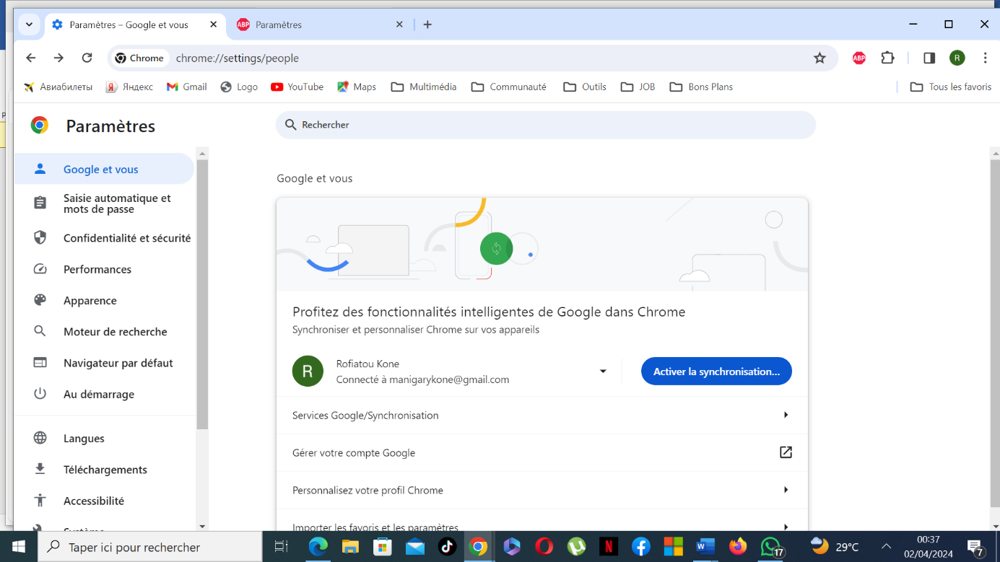 Paramètres – Google et vous
ABP Paramètres
Chrome chrome://settings/people
ABP R
Авиабилеты Я Яндекс Gmail Logo YouTube Maps Multimédia Communauté Outils JOB Bons Plans Tous les favoris
Paramètres
Rechercher
Google et vous
Saisie automatique et
mots de passe
Confidentialité et sécurité
Performances
Apparence
Moteur de recherche
Navigateur par défaut
Au démarrage
Langues
Téléchargements
Accessibilité
Système
Google et vous
Profitez des fonctionnalités intelligentes de Google dans Chrome
Synchroniser et personnaliser Chrome sur vos appareils
R
Rofiatou Kone
Connecté à manigarykone@gmail.com
Activer la synchronisation...
Services Google/Synchronisation
Gérer votre compte Google
Personnalisez votre profil Chrome
Importer les favoris et les paramètres
Taper ici pour rechercher
N
W
17
29°C
00:37
02/04/2024
7